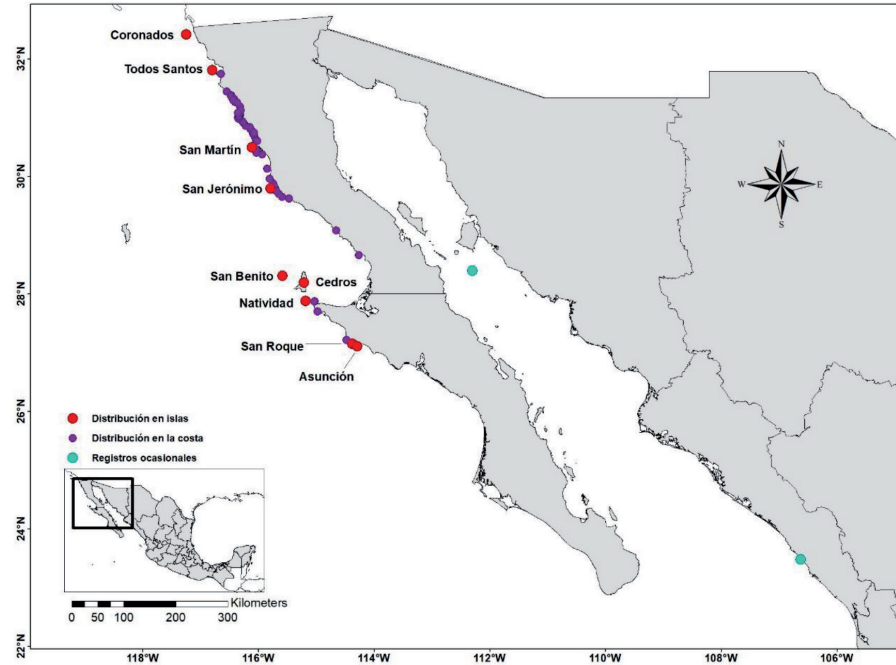 32°N
30°N
28°N
26°N
24°N
22°N
Coronados
Todos Santos
San Martín
San Jerónimo
San Benito
Cedros
Natividad
San Roque
Asunción
N
W E
S
Distribución en islas
Distribución en la costa
Registros ocasionales
Kilometers
0 50 100 200 300
118°W 116°W 114°W 112°W 110°W 108°W 106°W